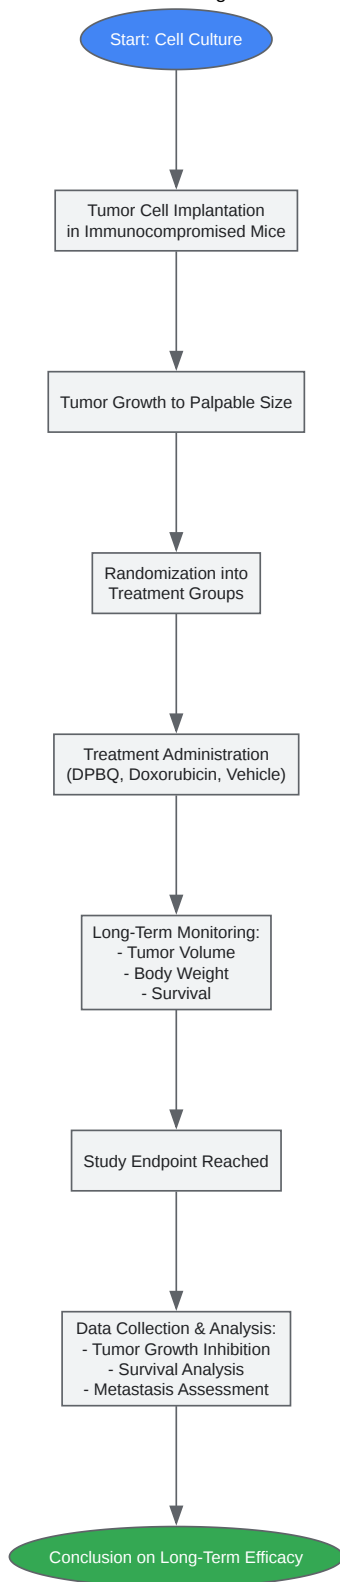 Start: Cell Culture
Tumor Cell Implantation
in Immunocompromised Mice
Tumor Growth to Palpable Size
Randomization into
Treatment Groups
Treatment Administration
(DPBQ, Doxorubicin, Vehicle)
Long-Term Monitoring:
- Tumor Volume
- Body Weight
- Survival
Study Endpoint Reached
Data Collection & Analysis:
- Tumor Growth Inhibition
- Survival Analysis
- Metastasis Assessment
Conclusion on Long-Term Efficacy